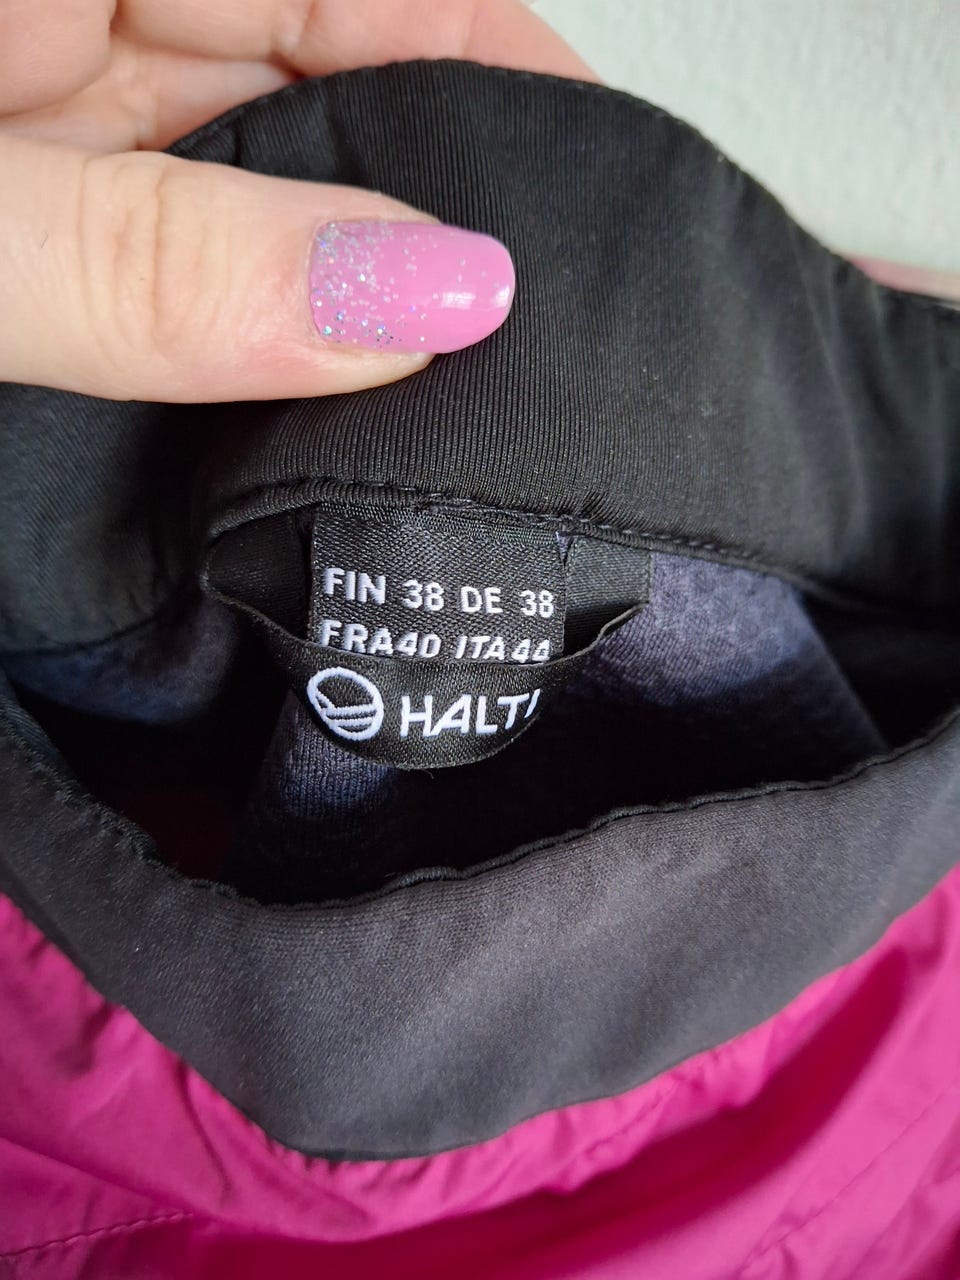 FIN 38 DE 38
FRA40 ITA44
HALTI